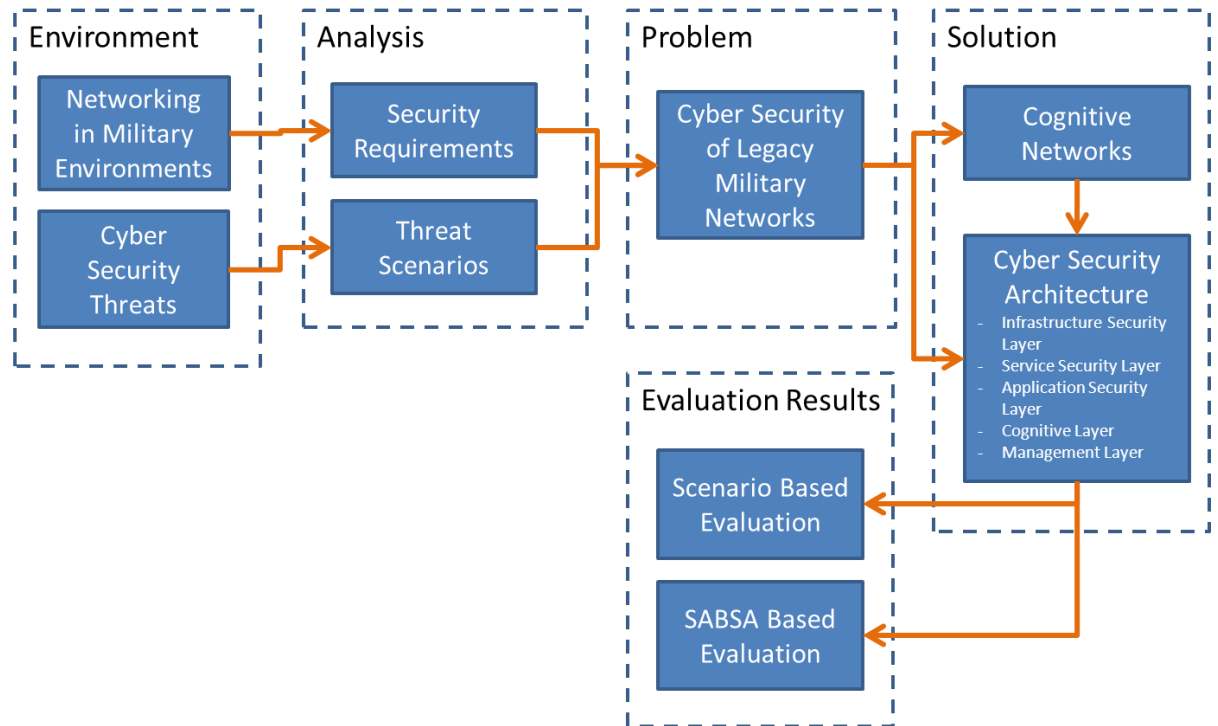 Environment
Networking
in Military
Environments
Cyber
Security
Threats
Analysis
Security
Requirements
Threat
Scenarios
Problem
Cyber Security
of Legacy
Military
Networks
Solution
Cognitive
Networks
Cyber Security
Architecture
- Infrastructure Security
Layer
- Service Security Layer
- Application Security
Layer
- Cognitive Layer
- Management Layer
Evaluation Results
Scenario Based
Evaluation
SABSA Based
Evaluation